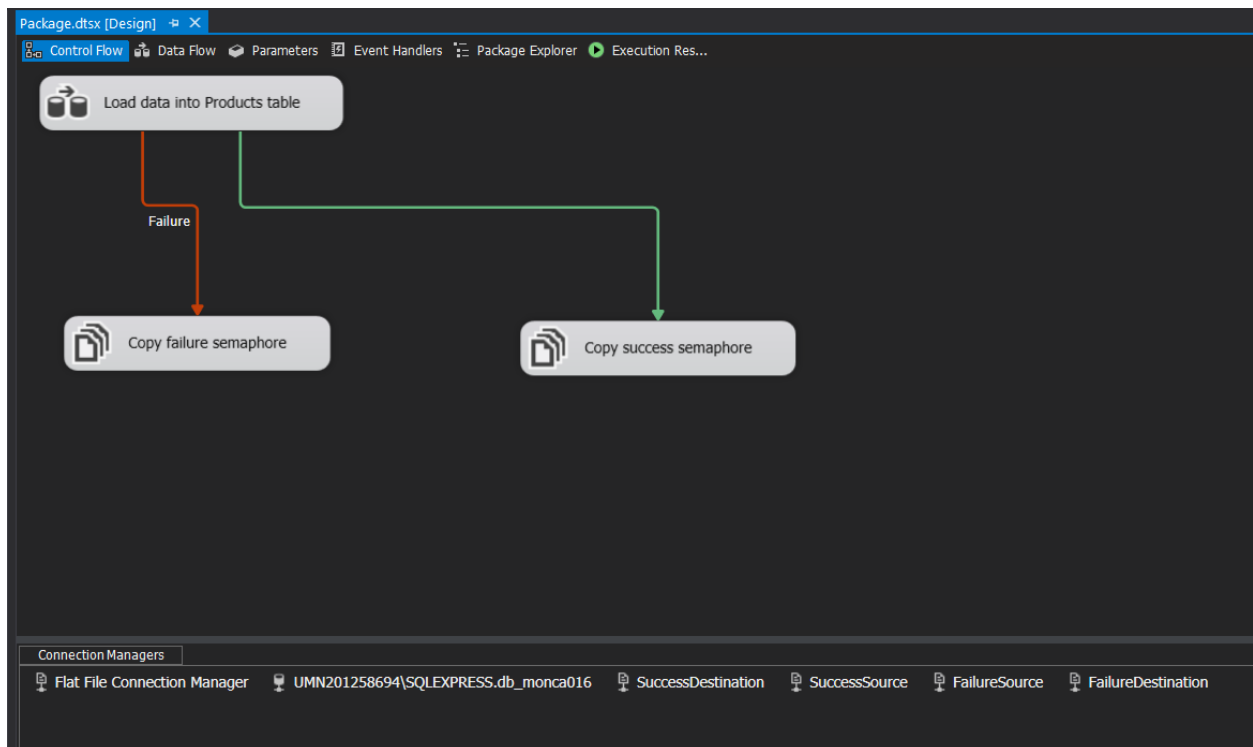 Package.dtsx [Design]
Control Flow Data Flow Parameters Event Handlers Package Explorer Execution Res...
Load data into Products table
Failure
Copy failure semaphore
Copy success semaphore
Connection Managers
Flat File Connection Manager UMN201258694\SQLEXPRESS.db_monca016 SuccessDestination SuccessSource FailureSource FailureDestination